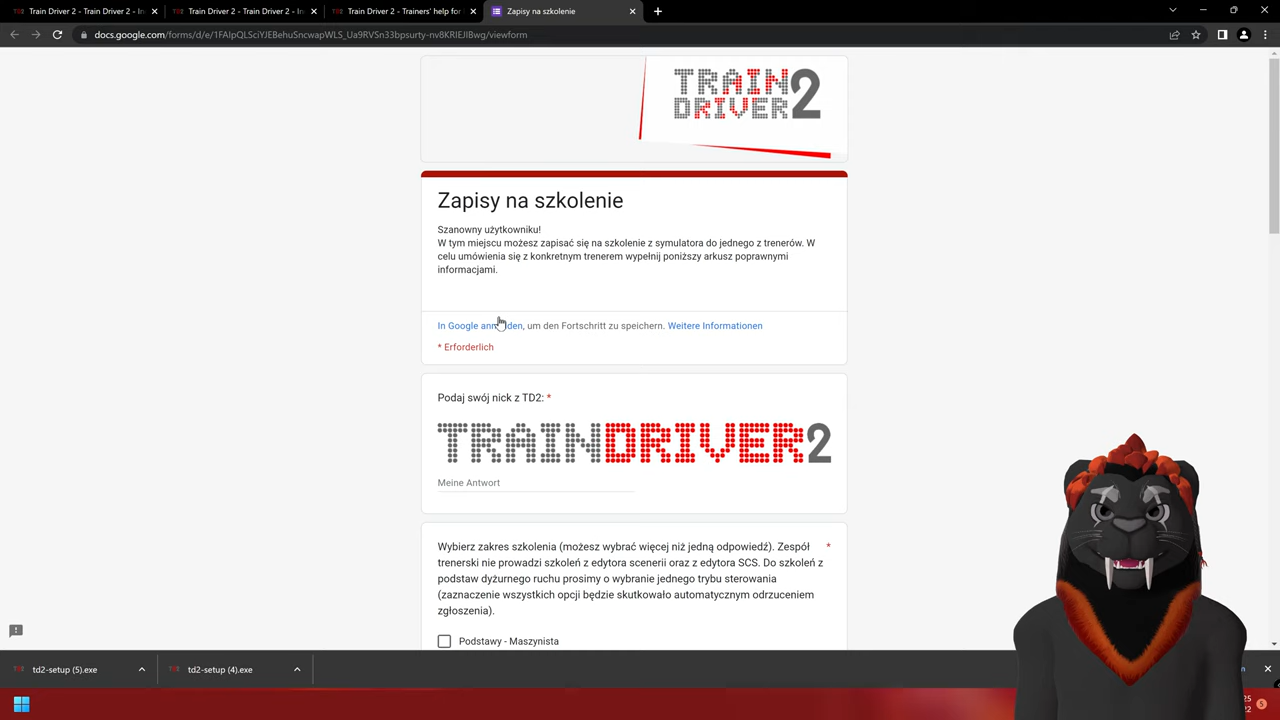 Train Driver 2 - Train Driver 2 - In
Train Driver 2 - Train Driver 2 - In
Train Driver 2 - Trainers' help for
Zapisy na szkolenie
docs.google.com/forms/d/e/1FAIpQLSciYJEBehuSncwapWLS_Ua9RVSn33bpsurty-nv8KRIEJIBwg/viewform
TRAIN
DRIVER 2
Zapisy na szkolenie
Szanowny użytkowniku!
W tym miejscu możesz zapisać się na szkolenie z symulatora do jednego z trenerów. W
celu umówienia się z konkretnym trenerem wypełnij poniższy arkusz poprawnymi
informacjami.
In Google anmelden, um den Fortschritt zu speichern. Weitere Informationen
* Erforderlich
Podaj swój nick z TD2: *
TRAINDRIVER2
Meine Antwort
Wybierz zakres szkolenia (możesz wybrać więcej niż jedną odpowiedź). Zespół *
trenerski nie prowadzi szkoleń z edytora scenerii oraz z edytora SCS. Do szkoleń z
podstaw dyżurnego ruchu prosimy o wybranie jednego trybu sterowania
(zaznaczenie wszystkich opcji będzie skutkowało automatycznym odrzuceniem
zgłoszenia).
Podstawy - Maszynista
td2-setup (5).exe
td2-setup (4).exe
5